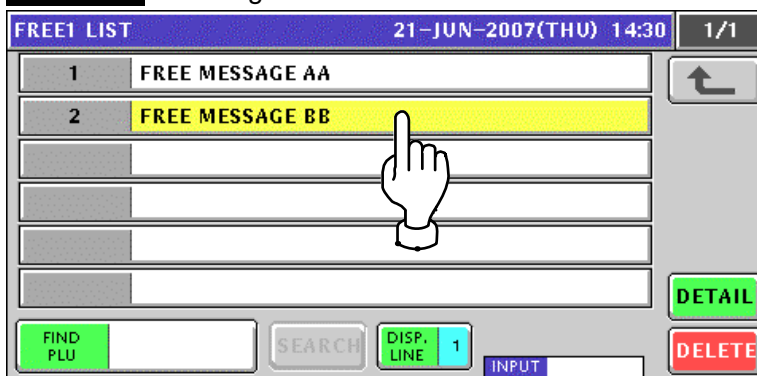 FREE1 LIST 21-JUN-2007(THU) 14:30 1/1
1 FREE MESSAGE AA
2 FREE MESSAGE BB
DETAIL
FIND PLU SEARCH DISP. LINE 1
INPUT
DELETE